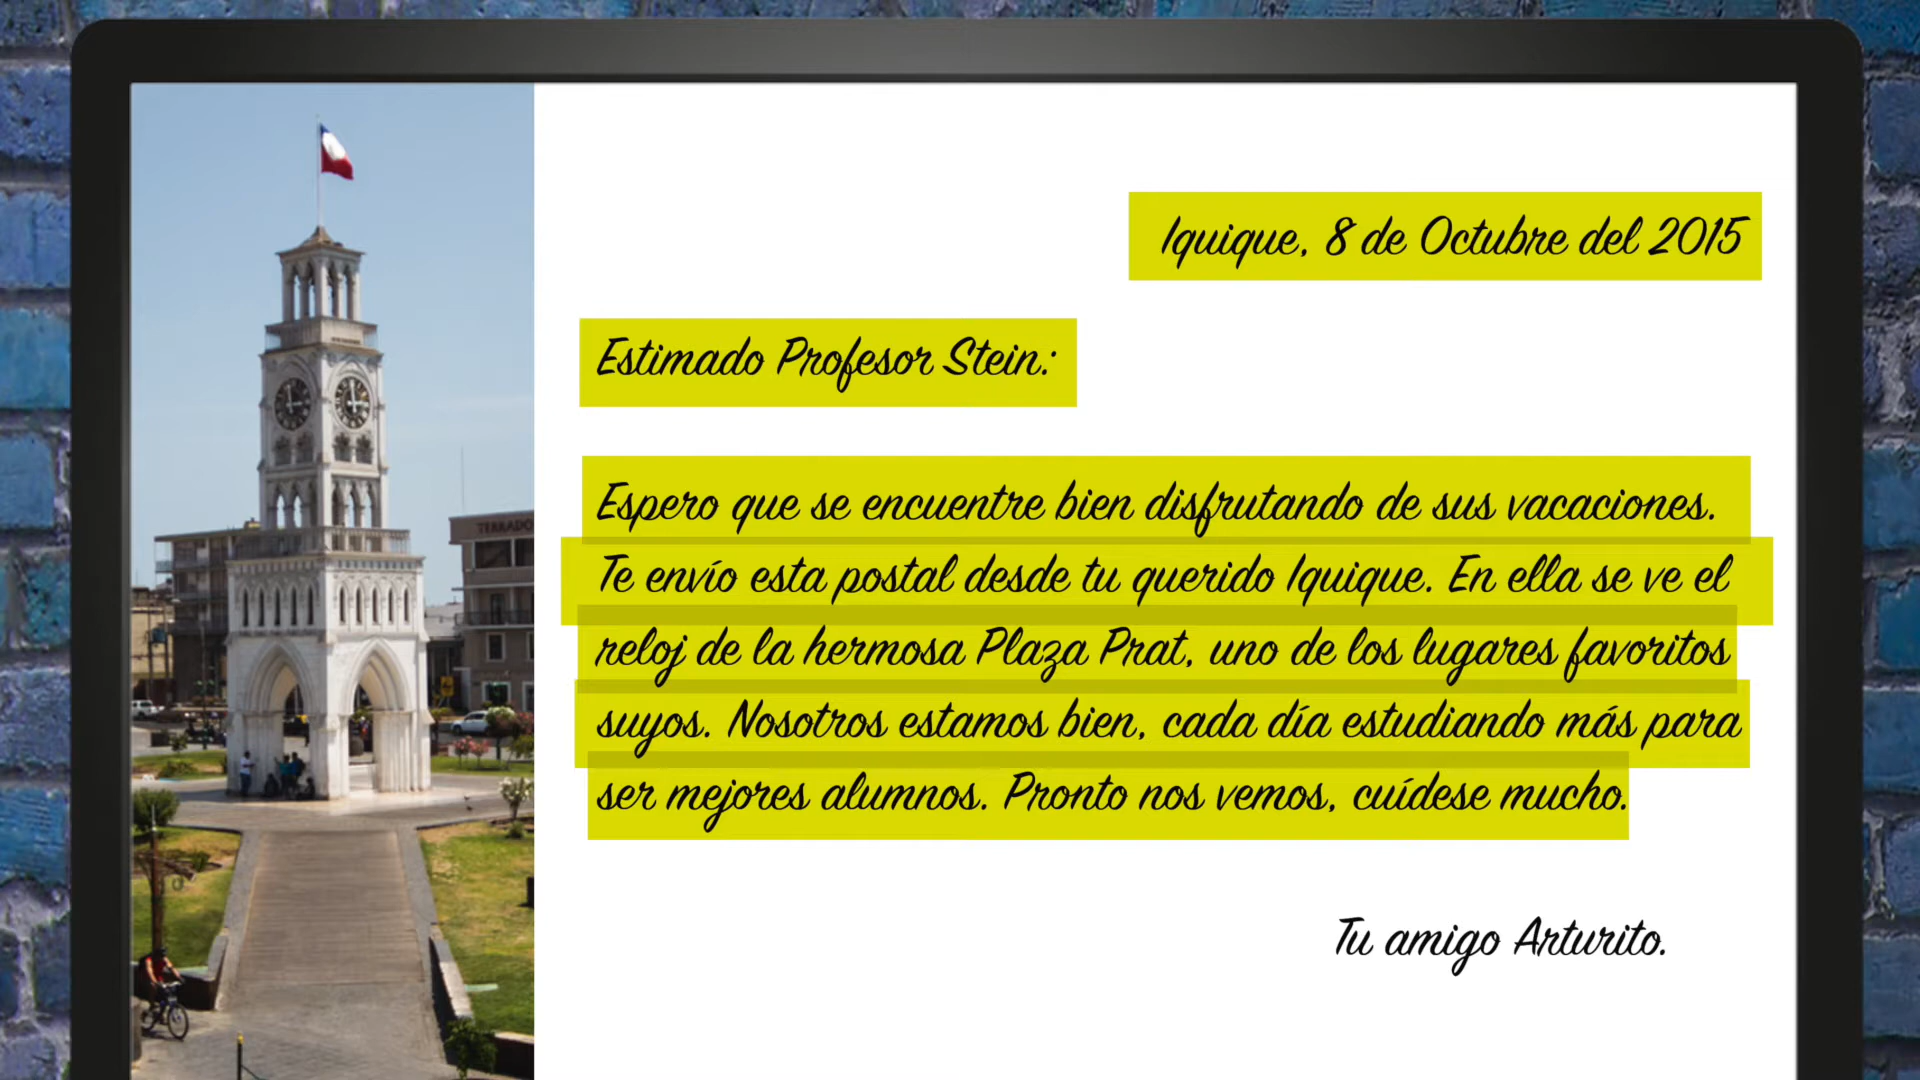 Iquique, 8 de Octubre del 2015
Estimado Profesor Stein:
Espero que se encuentre bien disfrutando de sus vacaciones.
Te envío esta postal desde tu querido Iquique. En ella se ve el
reloj de la hermosa Plaza Prat, uno de los lugares favoritos
suyos. Nosotros estamos bien, cada día estudiando más para
ser mejores alumnos. Pronto nos vemos, cuídese mucho.
Tu amigo Arturito.
TERRADO